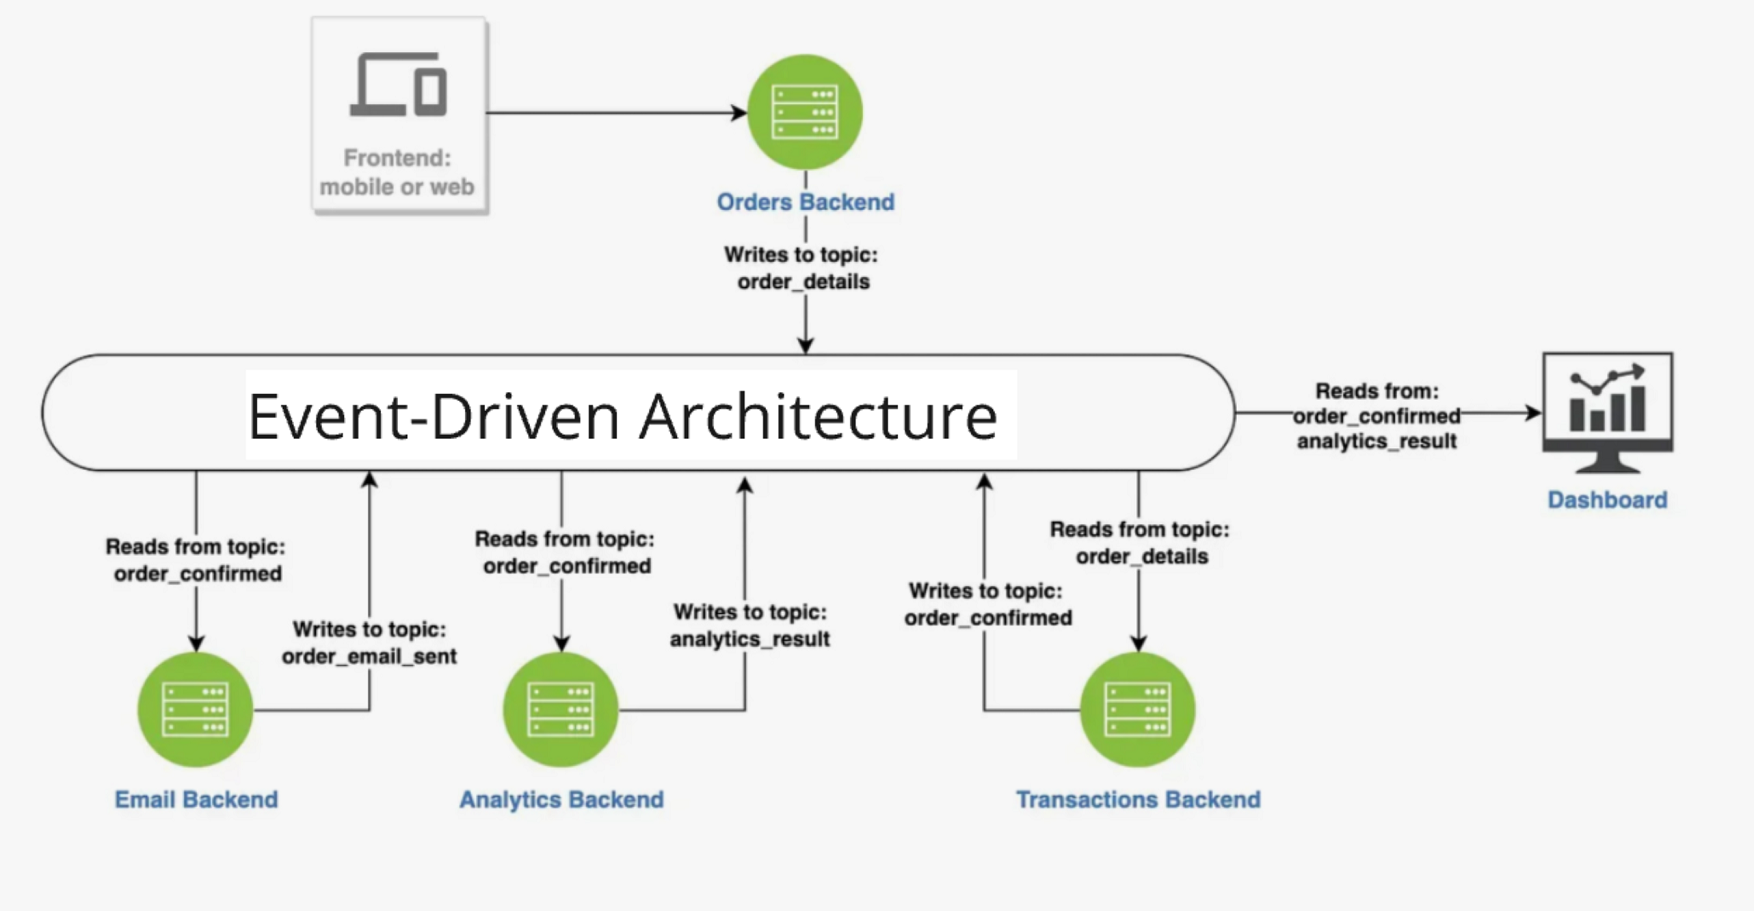 Frontend:
mobile or web
Orders Backend
Writes to topic:
order_details
Event-Driven Architecture
Reads from:
order_confirmed
analytics_result
Dashboard
Reads from topic:
order_confirmed
Writes to topic:
order_email_sent
Reads from topic:
order_confirmed
Writes to topic:
analytics_result
Writes to topic:
order_confirmed
Reads from topic:
order_details
Email Backend
Analytics Backend
Transactions Backend